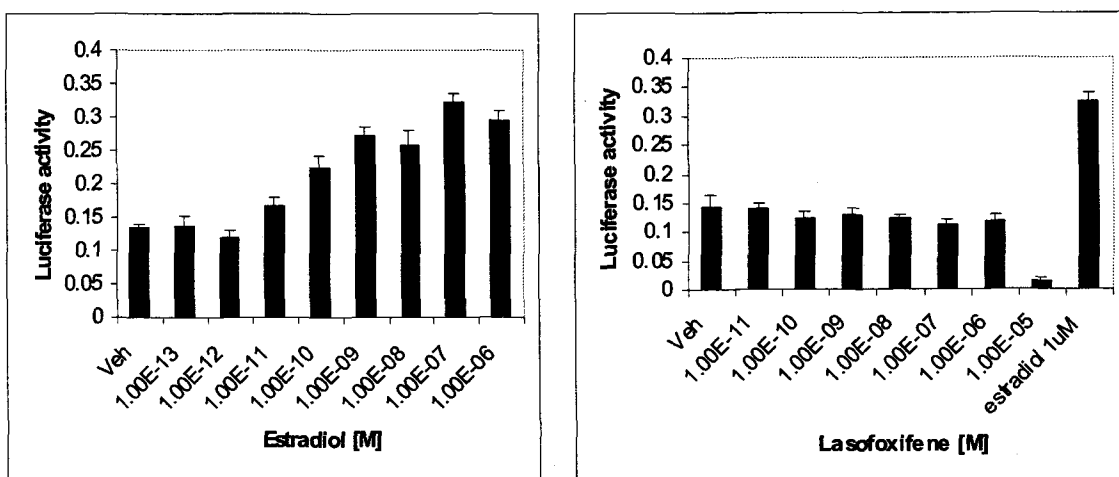 0.4
0.35
0.3
0.25
0.2
0.15
0.1
0.05
0
Luciferase activity
Veh
1.00E-13
1.00E-12
1.00E-11
1.00E-10
1.00E-09
1.00E-08
1.00E-07
1.00E-06
Estradiol [M]
0.4
0.35
0.3
0.25
0.2
0.15
0.1
0.05
0
Luciferase activity
Veh
1.00E-11
1.00E-10
1.00E-09
1.00E-08
1.00E-07
1.00E-06
1.00E-05
estradiol 1uM
Lasofoxifene [M]